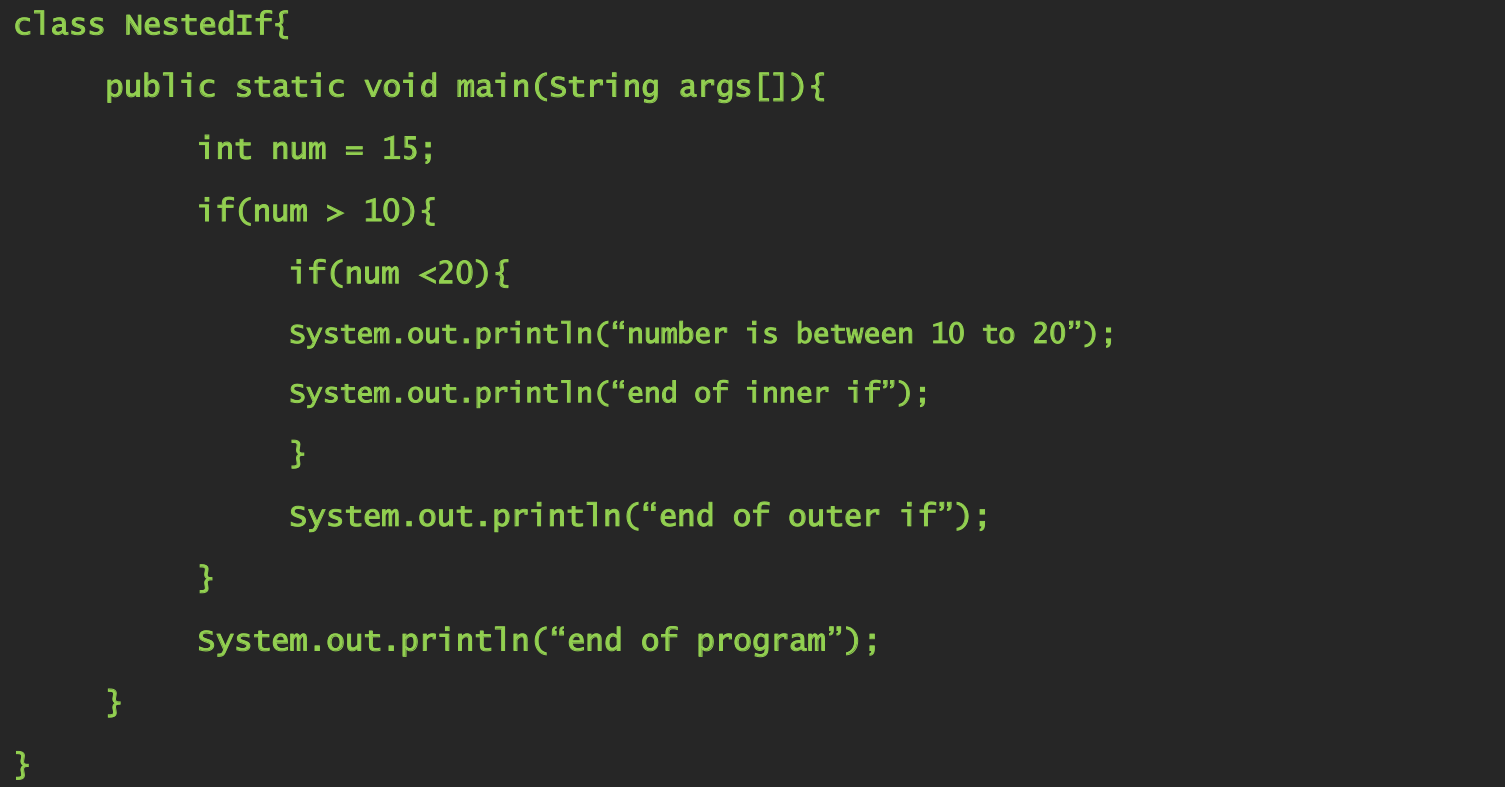 class NestedIf{
public static void main(String args[]){
int num = 15;
if(num > 10){
if(num <20){
System.out.println(“number is between 10 to 20”);
System.out.println(“end of inner if”);
}
System.out.println(“end of outer if”);
}
System.out.println(“end of program”);
}
}